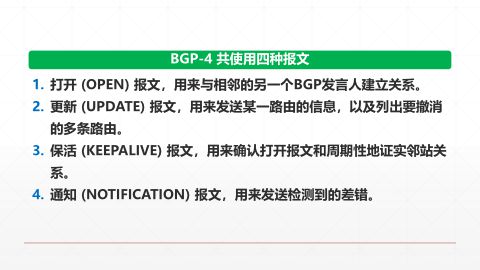 BGP-4 共使用四种报文
1. 打开 (OPEN) 报文，用来与相邻的另一个BGP发言人建立关系。
2. 更新 (UPDATE) 报文，用来发送某一路由的信息，以及列出要撤消
的多条路由。
3. 保活 (KEEPALIVE) 报文，用来确认打开报文和周期性地证实邻站关
系。
4. 通知 (NOTIFICATION) 报文，用来发送检测到的差错。